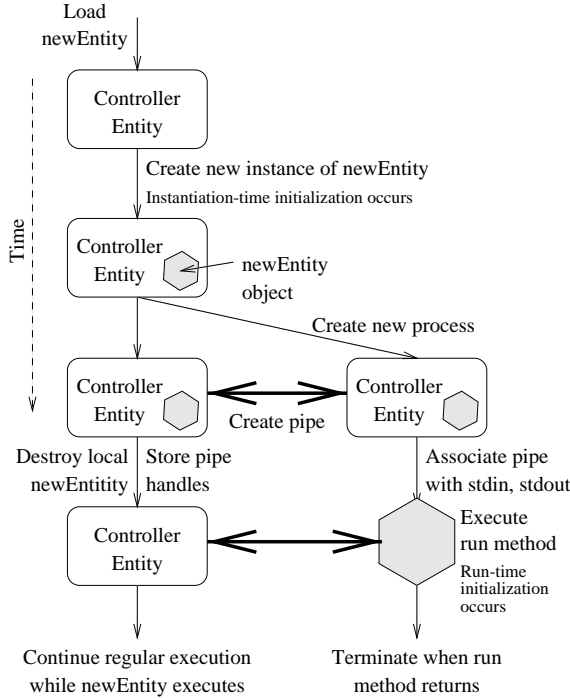 Load
newEntity
Controller
Entity
Create new instance of newEntity
Instantiation-time initialization occurs
Time
Controller
Entity
newEntity
object
Create new process
Controller
Entity
Create pipe
Controller
Entity
Destroy local
newEntitity
Store pipe
handles
Associate pipe
with stdin, stdout
Controller
Entity
Execute
run method
Run-time
initialization
occurs
Continue regular execution
while newEntity executes
Terminate when run
method returns